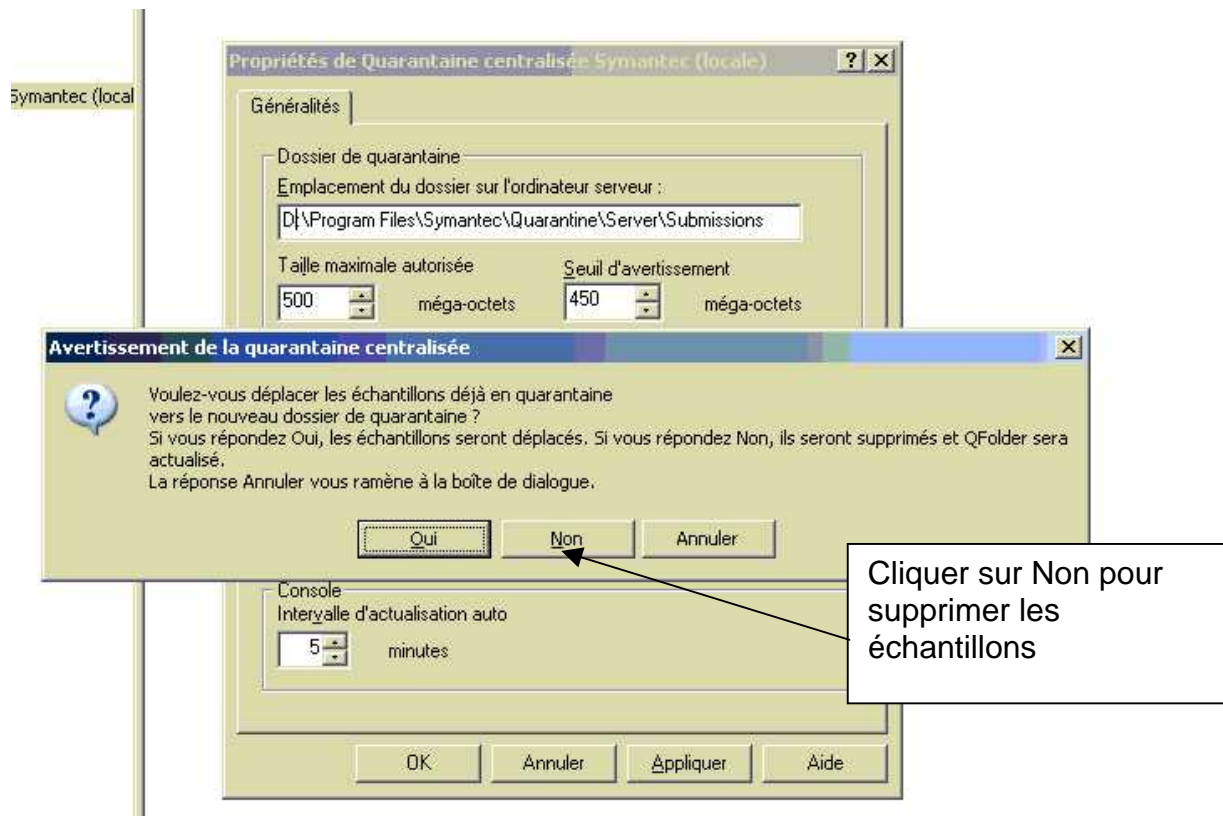 Symantec (local
Propriétés de Quarantaine centralisée Symantec (locale)
Généralités
Dossier de quarantaine
Emplacement du dossier sur l'ordinateur serveur :
D:\Program Files\Symantec\Quarantine\Server\Submissions
Taille maximale autorisée
Seuil d'avertissement
500 méga-octets
450 méga-octets
Avertissement de la quarantaine centralisée
Voulez-vous déplacer les échantillons déjà en quarantaine
vers le nouveau dossier de quarantaine ?
Si vous répondez Oui, les échantillons seront déplacés. Si vous répondez Non, ils seront supprimés et QFolder sera
actualisé.
La réponse Annuler vous ramène à la boîte de dialogue.
Oui Non Annuler
Cliquer sur Non pour
supprimer les
échantillons
Console
Intervalle d'actualisation auto
5 minutes
OK Annuler Appliquer Aide